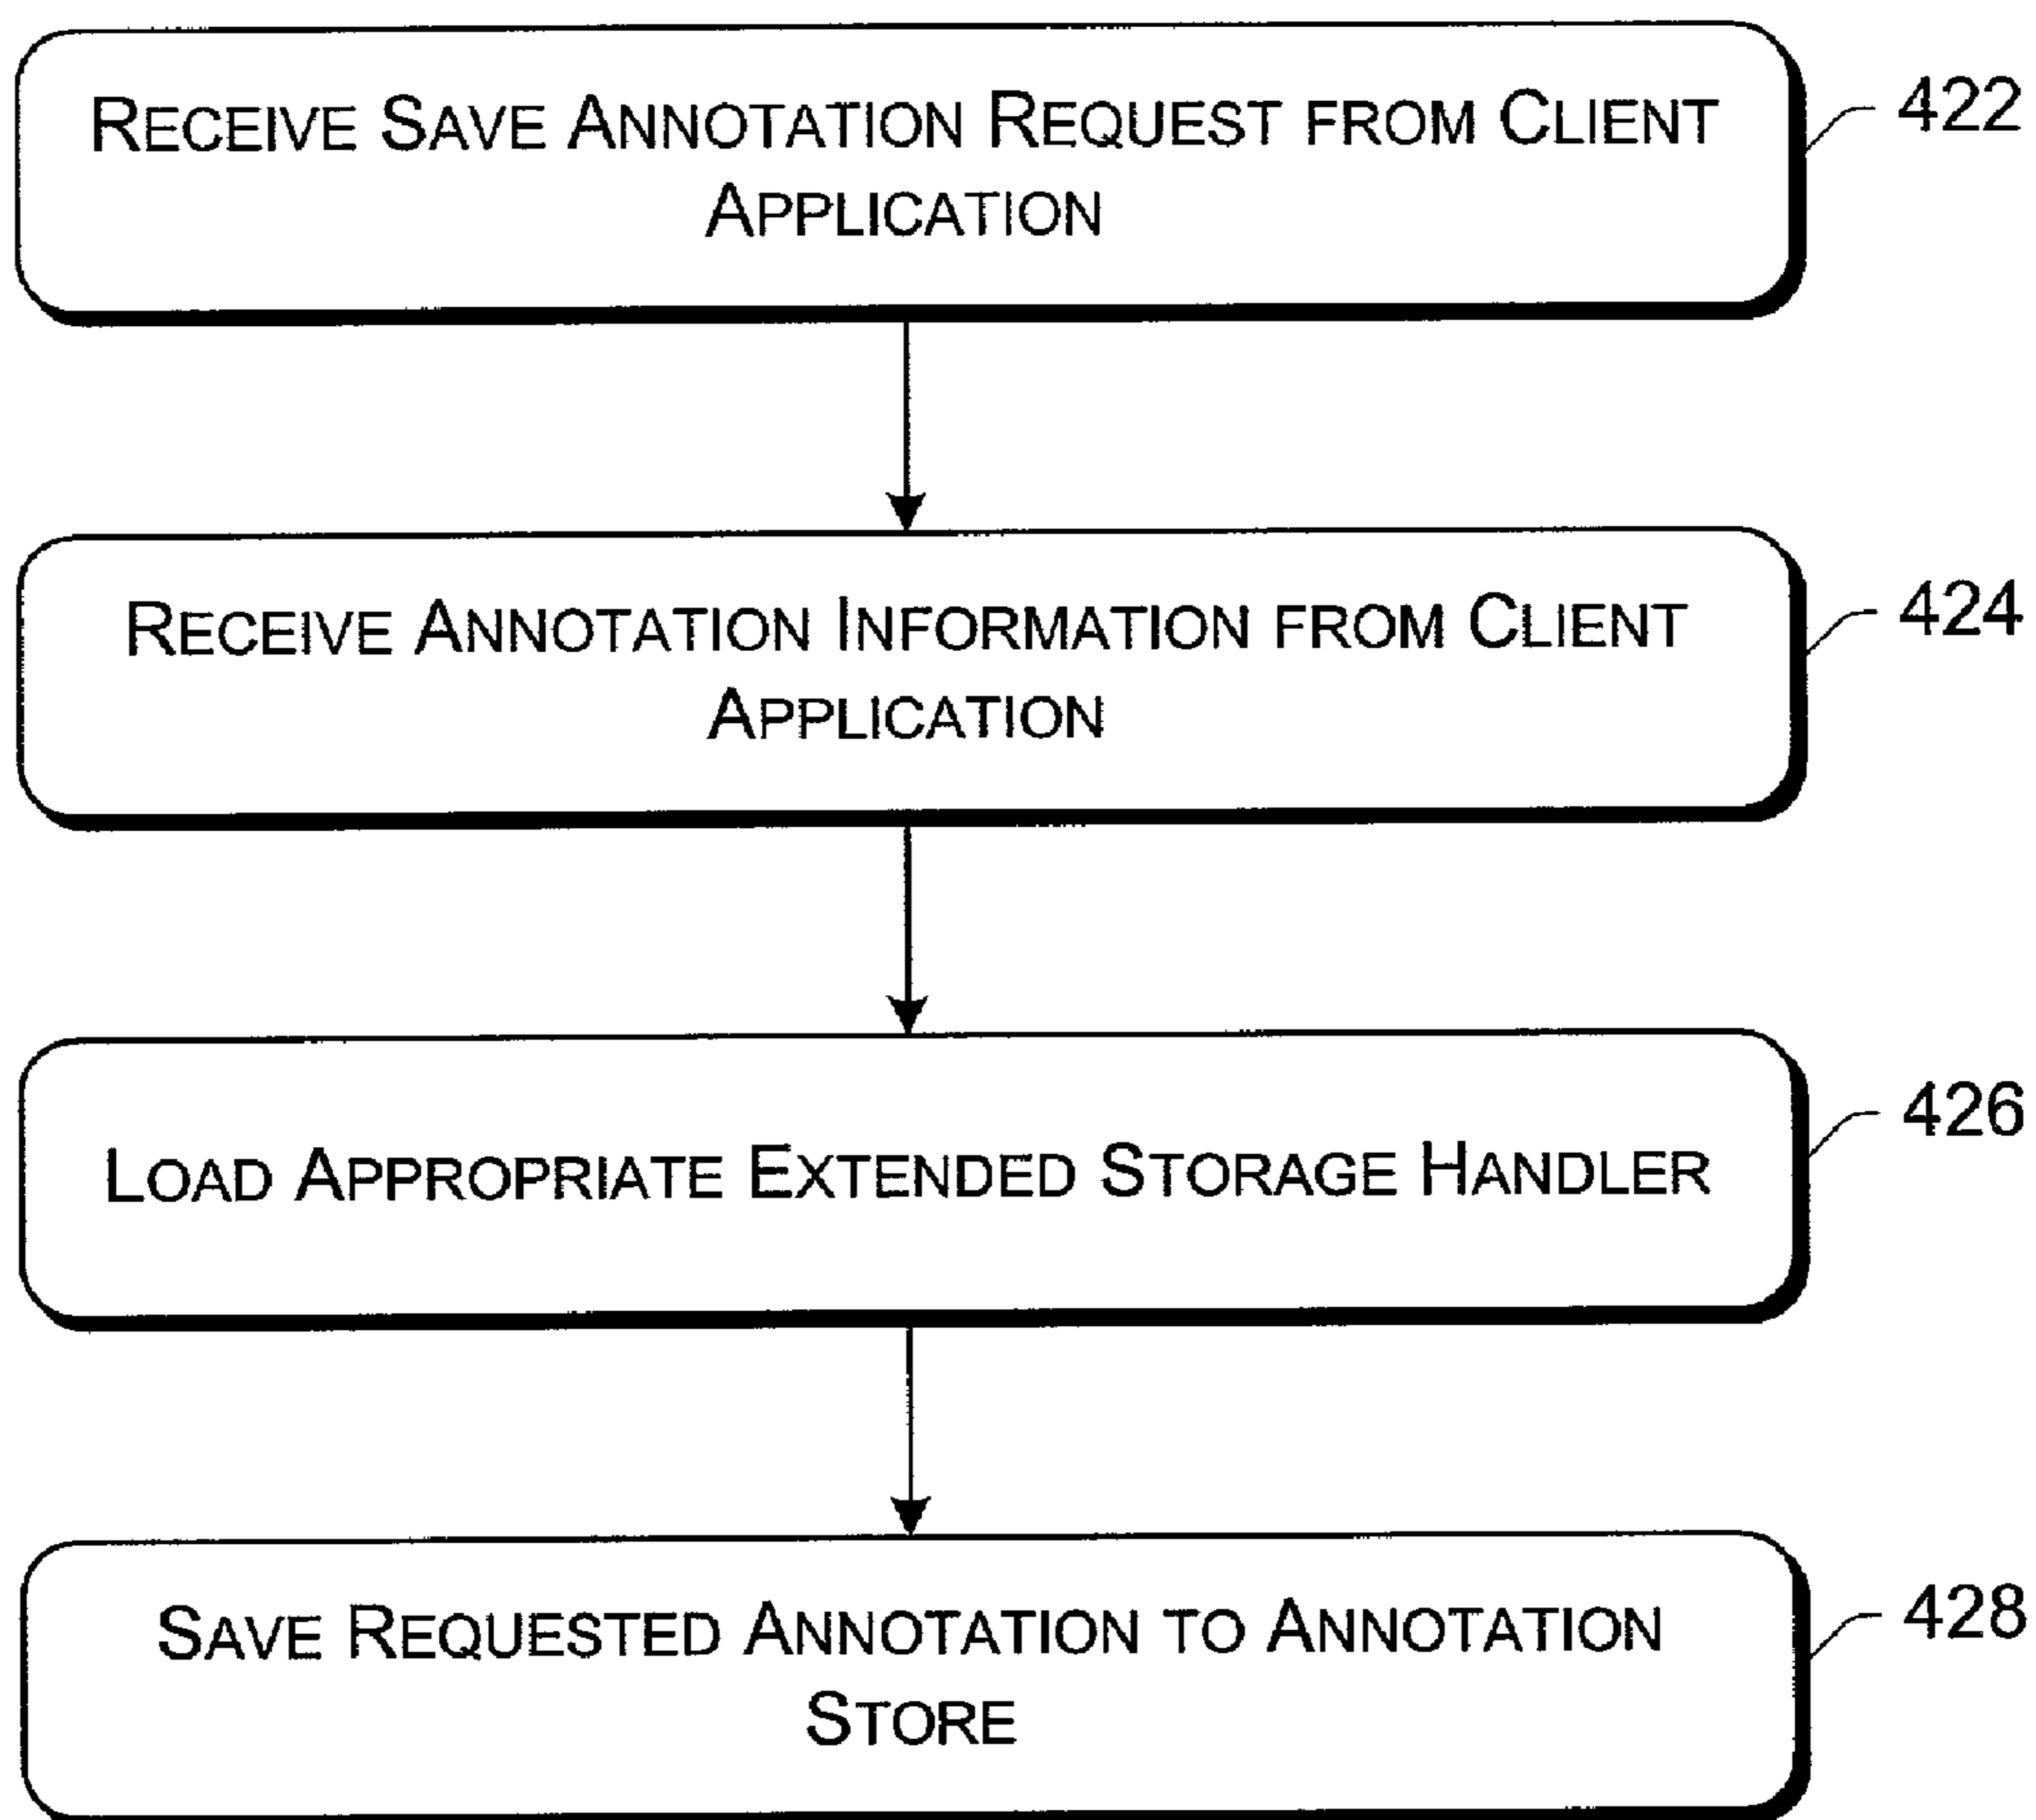 RECEIVE SAVE ANNOTATION REQUEST FROM CLIENT
APPLICATION
422
RECEIVE ANNOTATION INFORMATION FROM CLIENT
APPLICATION
424
LOAD APPROPRIATE EXTENDED STORAGE HANDLER
426
SAVE REQUESTED ANNOTATION TO ANNOTATION
STORE
428